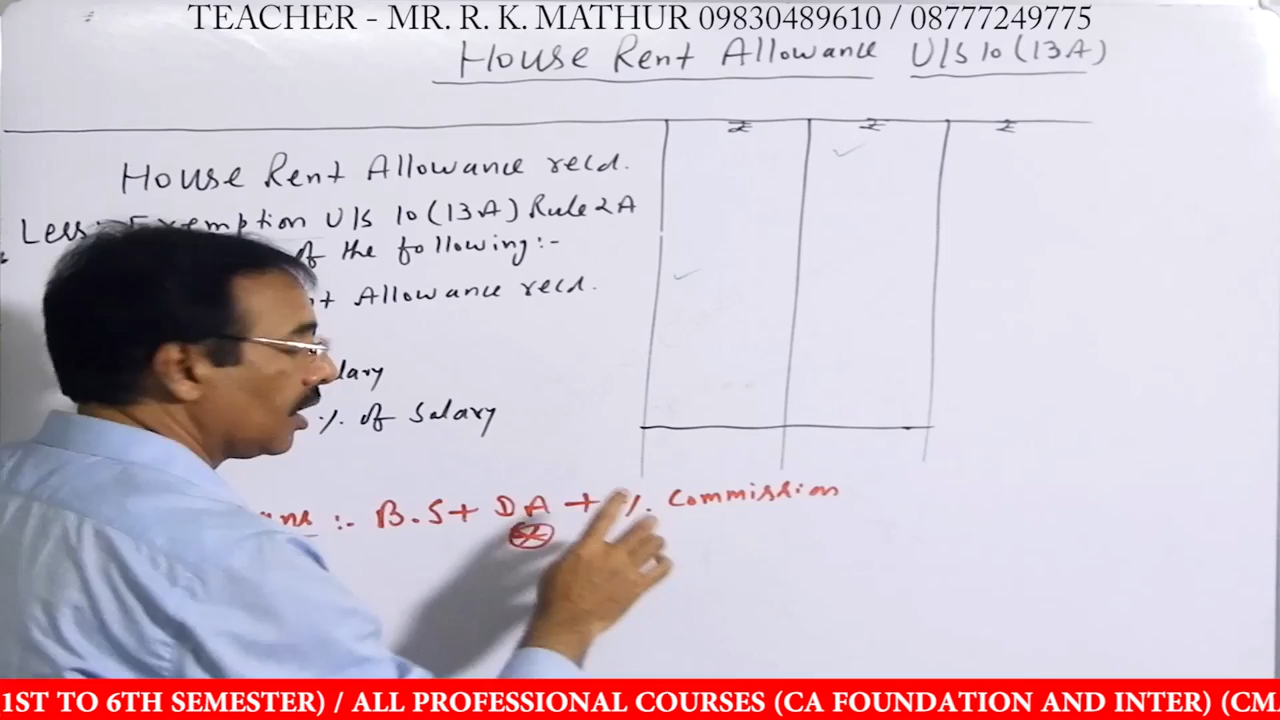 TEACHER - MR. R. K. MATHUR 09830489610 / 08777249775
House Rent Allowance U/S 10 (13A)
₹ ₹ ₹
House Rent Allowance recd.
Less:- Exemption U/S 10 (13A) Rule 2A
of the following:-
Allowance recd.
% of Salary
:- B.S + DA + % Commission
1ST TO 6TH SEMESTER) / ALL PROFESSIONAL COURSES (CA FOUNDATION AND INTER) (CMA